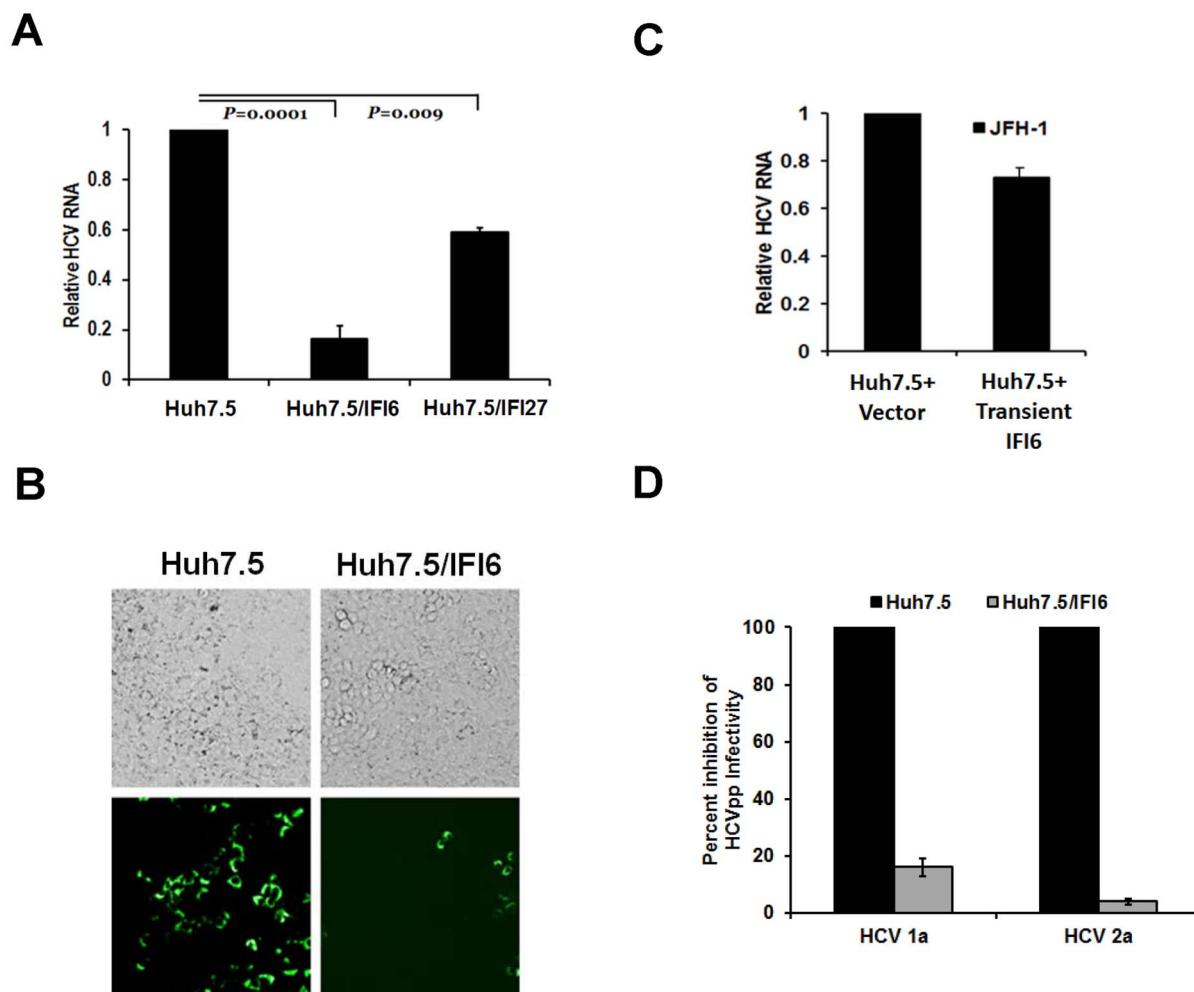 A
P=0.0001
P=0.009
Relative HCV RNA
1
0.8
0.6
0.4
0.2
0
Huh7.5
Huh7.5/IFI6
Huh7.5/IFI27
C
JFH-1
Relative HCV RNA
1
0.8
0.6
0.4
0.2
0
Huh7.5+
Vector
Huh7.5+
Transient
IFI6
B
Huh7.5
Huh7.5/IFI6
D
Huh7.5
Huh7.5/IFI6
Percent inhibition of
HCVpp Infectivity
100
80
60
40
20
0
HCV 1a
HCV 2a